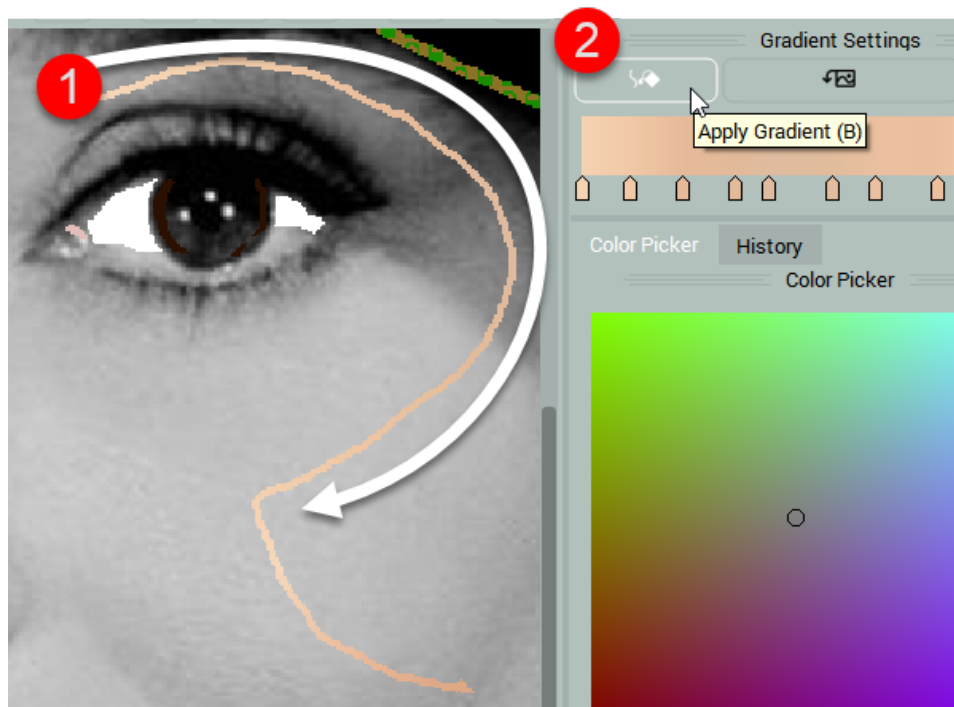 1
2
Gradient Settings
Apply Gradient (B)
Color Picker
History
Color Picker